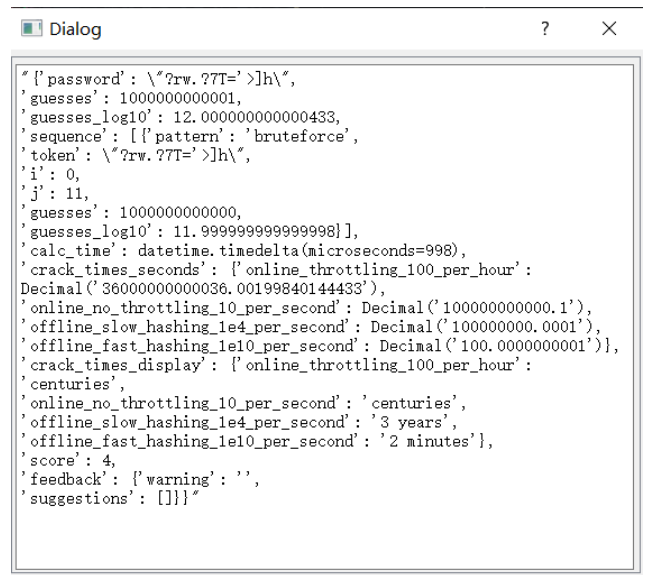 Dialog
?
"{'password': \"?rw.?7T='>]h\",
'guesses': 1000000000001,
'guesses_log10': 12.000000000000433,
'sequence': [{'pattern': 'bruteforce',
'token': \"?rw.?7T='>]h\",
'i': 0,
'j': 11,
'guesses': 1000000000000,
'guesses_log10': 11.999999999999998}],
'calc_time': datetime.timedelta(microseconds=998),
'crack_times_seconds': {'online_throttling_100_per_hour':
Decimal('36000000000036.00199840144433'),
'online_no_throttling_10_per_second': Decimal('100000000000.1'),
'offline_slow_hashing_1e4_per_second': Decimal('100000000.0001'),
'offline_fast_hashing_1e10_per_second': Decimal('100.0000000001')},
'crack_times_display': {'online_throttling_100_per_hour':
'centuries',
'online_no_throttling_10_per_second': 'centuries',
'offline_slow_hashing_1e4_per_second': '3 years',
'offline_fast_hashing_1e10_per_second': '2 minutes'},
'score': 4,
'feedback': {'warning': '',
'suggestions': []}}"